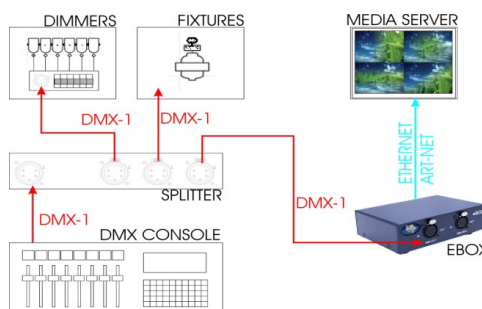 DIMMERS
FIXTURES
MEDIA SERVER
DMX-1
DMX-1
DMX-1
DMX-1
ETHERNET
ART-NET
SPLITTER
DMX CONSOLE
EBOX